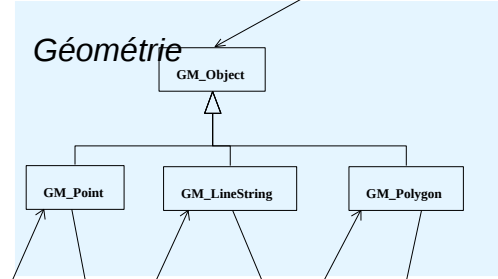 Géométrie
GM_Object
GM_Point
GM_LineString
GM_Polygon